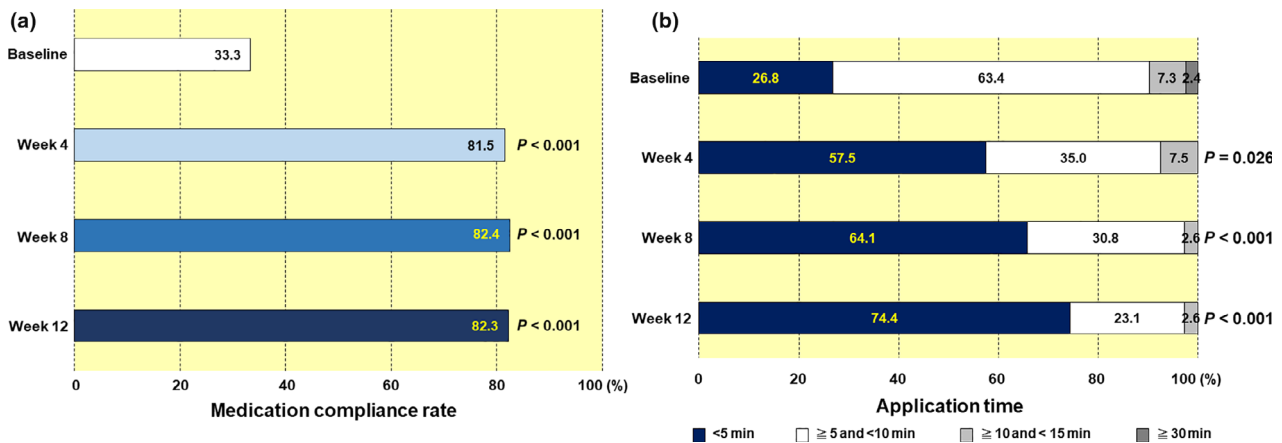 (a)
Baseline
33.3
Week 4
81.5
P < 0.001
Week 8
82.4
P < 0.001
Week 12
82.3
P < 0.001
0 20 40 60 80 100 (%)
Medication compliance rate
(b)
Baseline
26.8 63.4 7.3 2.4
Week 4
57.5 35.0 7.5
P = 0.026
Week 8
64.1 30.8 2.6
P < 0.001
Week 12
74.4 23.1 2.6
P < 0.001
0 20 40 60 80 100 (%)
Application time
<5 min ≧ 5 and <10 min ≧ 10 and < 15 min ≧ 30 min